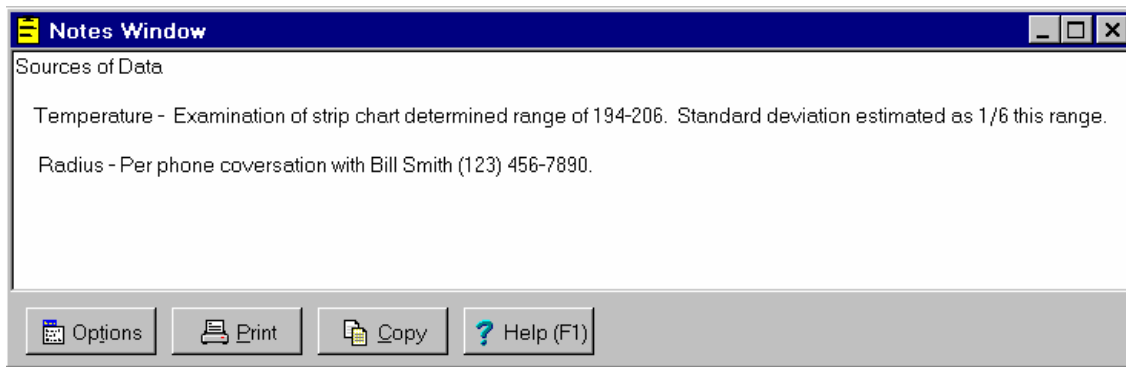 Notes Window
Sources of Data
Temperature - Examination of strip chart determined range of 194-206. Standard deviation estimated as 1/6 this range.
Radius - Per phone coversation with Bill Smith (123) 456-7890.
Options Print Copy ? Help (F1)